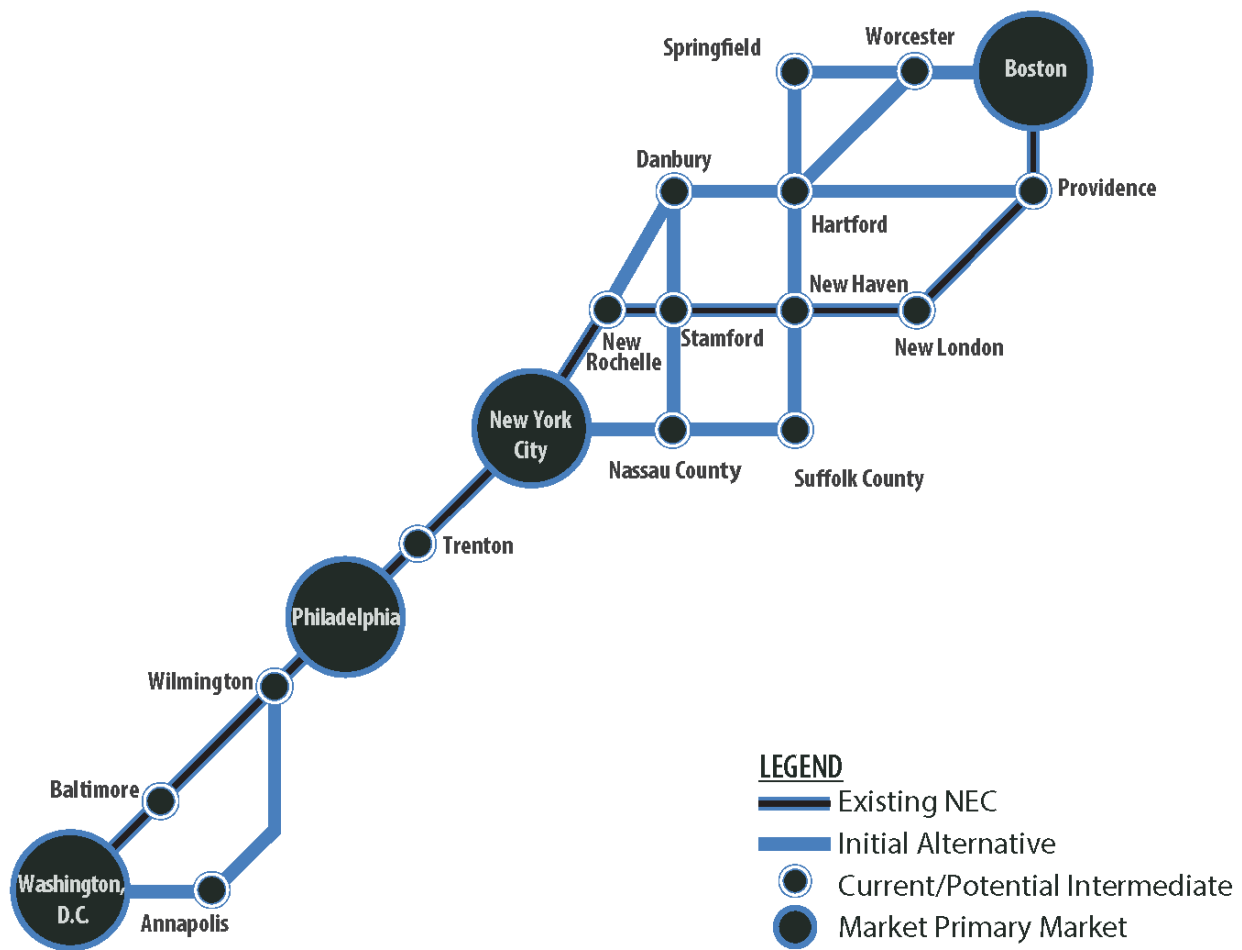 Worcester
Springfield
Boston
Danbury
Providence
Hartford
New Haven
New
Rochelle
Stamford
New London
New York
City
Nassau County
Suffolk County
Trenton
Philadelphia
Wilmington
Baltimore
Washington,
D.C.
Annapolis
LEGEND
Existing NEC
Initial Alternative
Current/Potential Intermediate
Market Primary Market